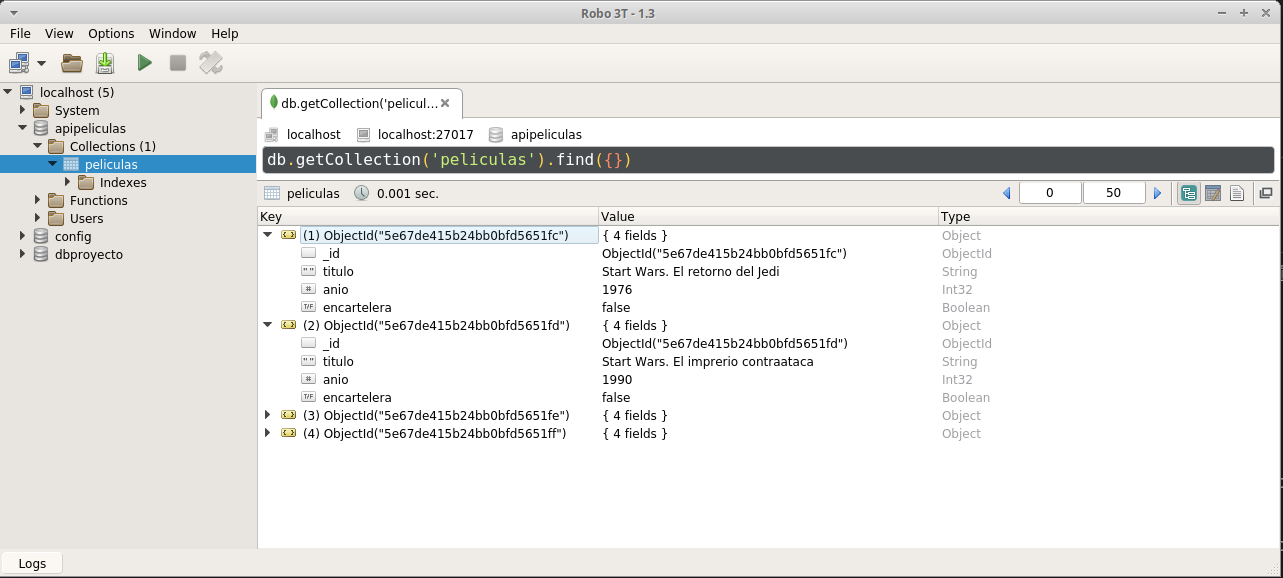 Robo 3T - 1.3
File View Options Window Help
localhost (5)
System
apipeliculas
Collections (1)
peliculas
Indexes
Functions
Users
config
dbproyecto
db.getCollection('pelicul...
localhost localhost:27017 apipeliculas
db.getCollection('peliculas').find({})
peliculas 0.001 sec. 0 50
Key Value Type
(1) ObjectId("5e67de415b24bb0bfd5651fc") { 4 fields } Object
_id ObjectId("5e67de415b24bb0bfd5651fc") ObjectId
" " titulo Start Wars. El retorno del Jedi String
# anio 1976 Int32
T/F encartelera false Boolean
(2) ObjectId("5e67de415b24bb0bfd5651fd") { 4 fields } Object
_id ObjectId("5e67de415b24bb0bfd5651fd") ObjectId
" " titulo Start Wars. El imprerio contraataca String
# anio 1990 Int32
T/F encartelera false Boolean
(3) ObjectId("5e67de415b24bb0bfd5651fe") { 4 fields } Object
(4) ObjectId("5e67de415b24bb0bfd5651ff") { 4 fields } Object
Logs